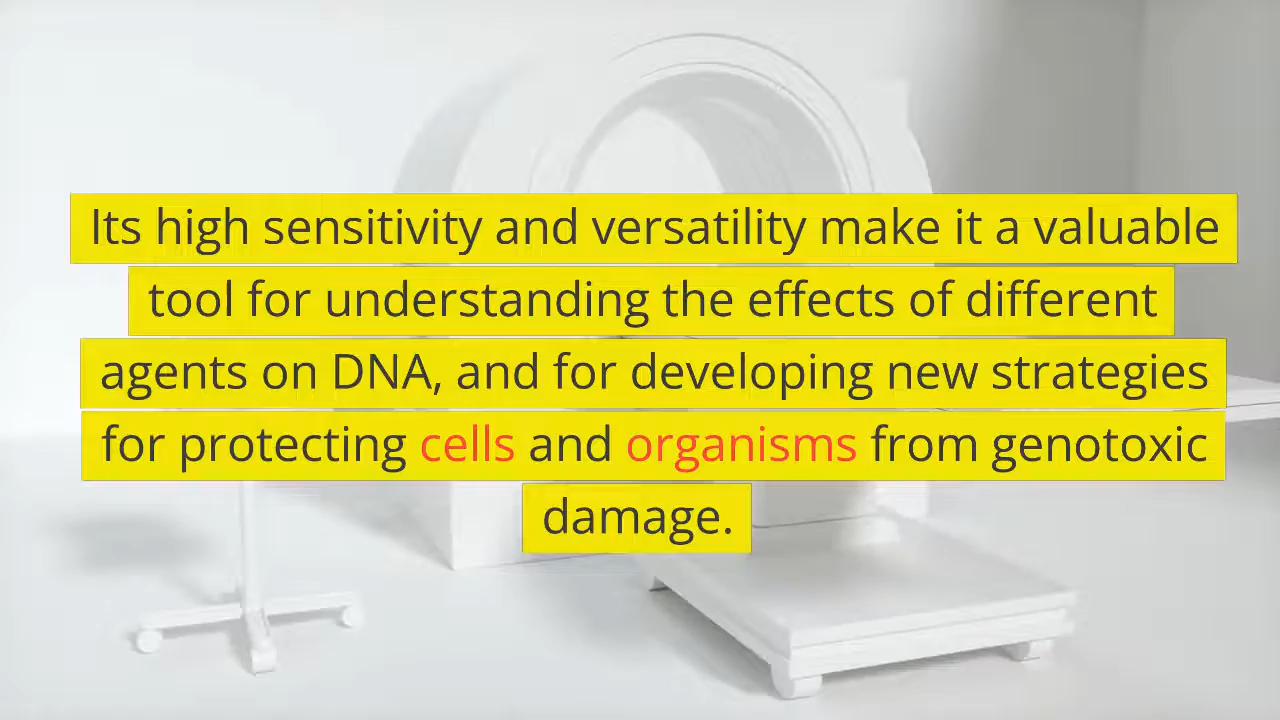 Its high sensitivity and versatility make it a valuable
tool for understanding the effects of different
agents on DNA, and for developing new strategies
for protecting cells and organisms from genotoxic
damage.